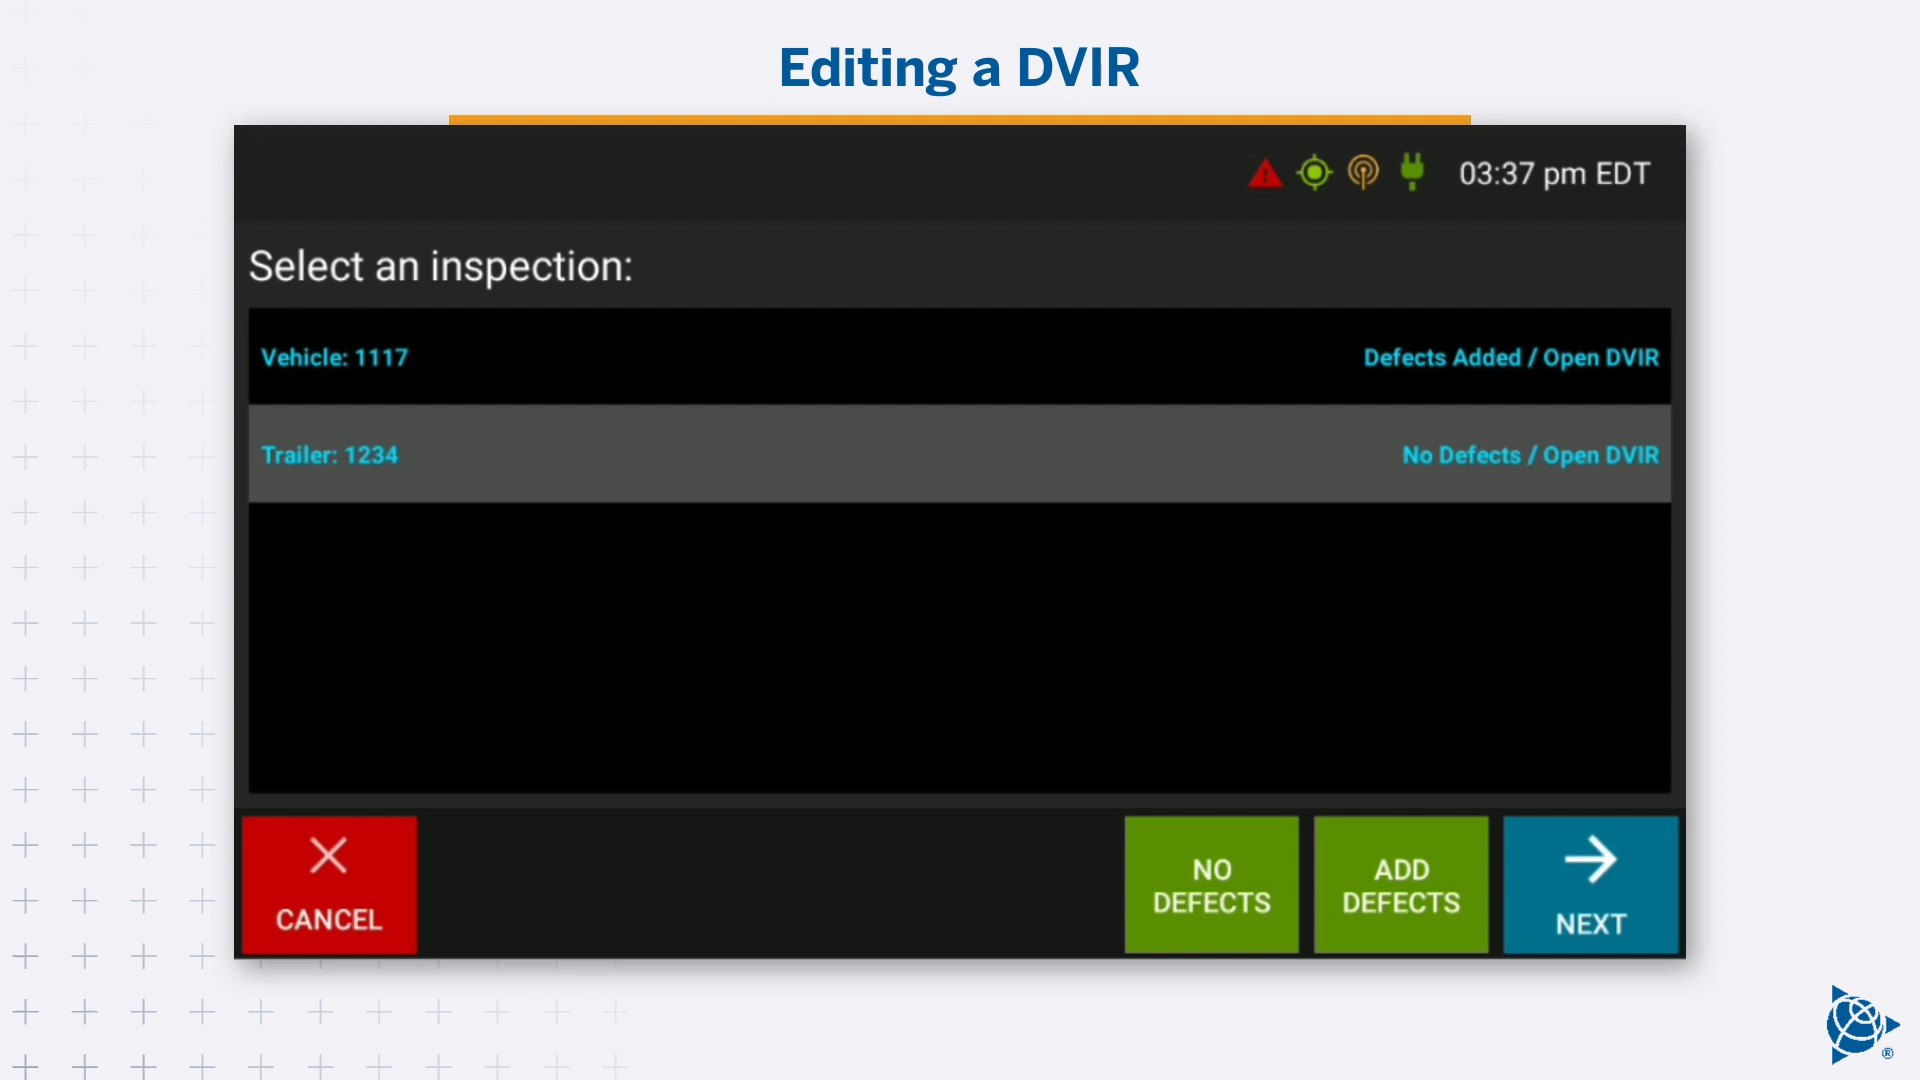 Editing a DVIR
03:37 pm EDT
Select an inspection:
Vehicle: 1117 Defects Added / Open DVIR
Trailer: 1234 No Defects / Open DVIR
CANCEL
NO
DEFECTS
ADD
DEFECTS
NEXT
®